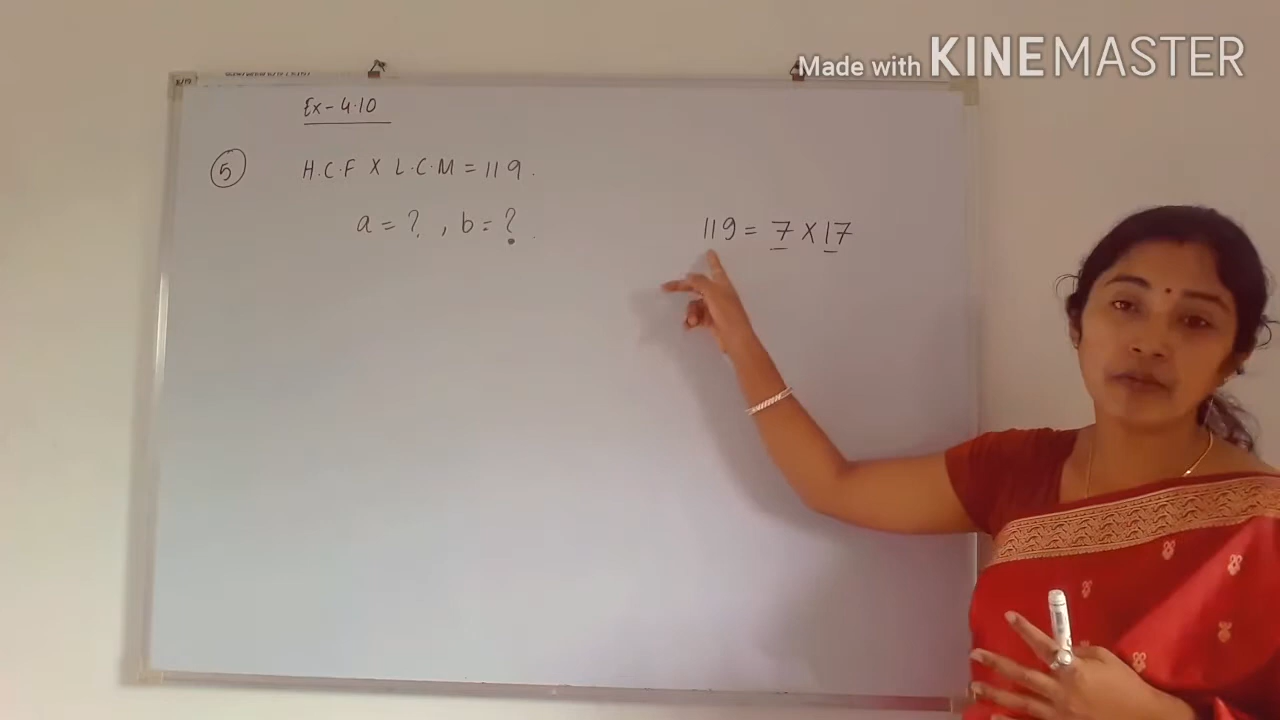 Made with KINEMASTER
Ex - 4.10
5 H.C.F X L.C.M = 119.
a = ? , b = ?
119 = 7 X 17